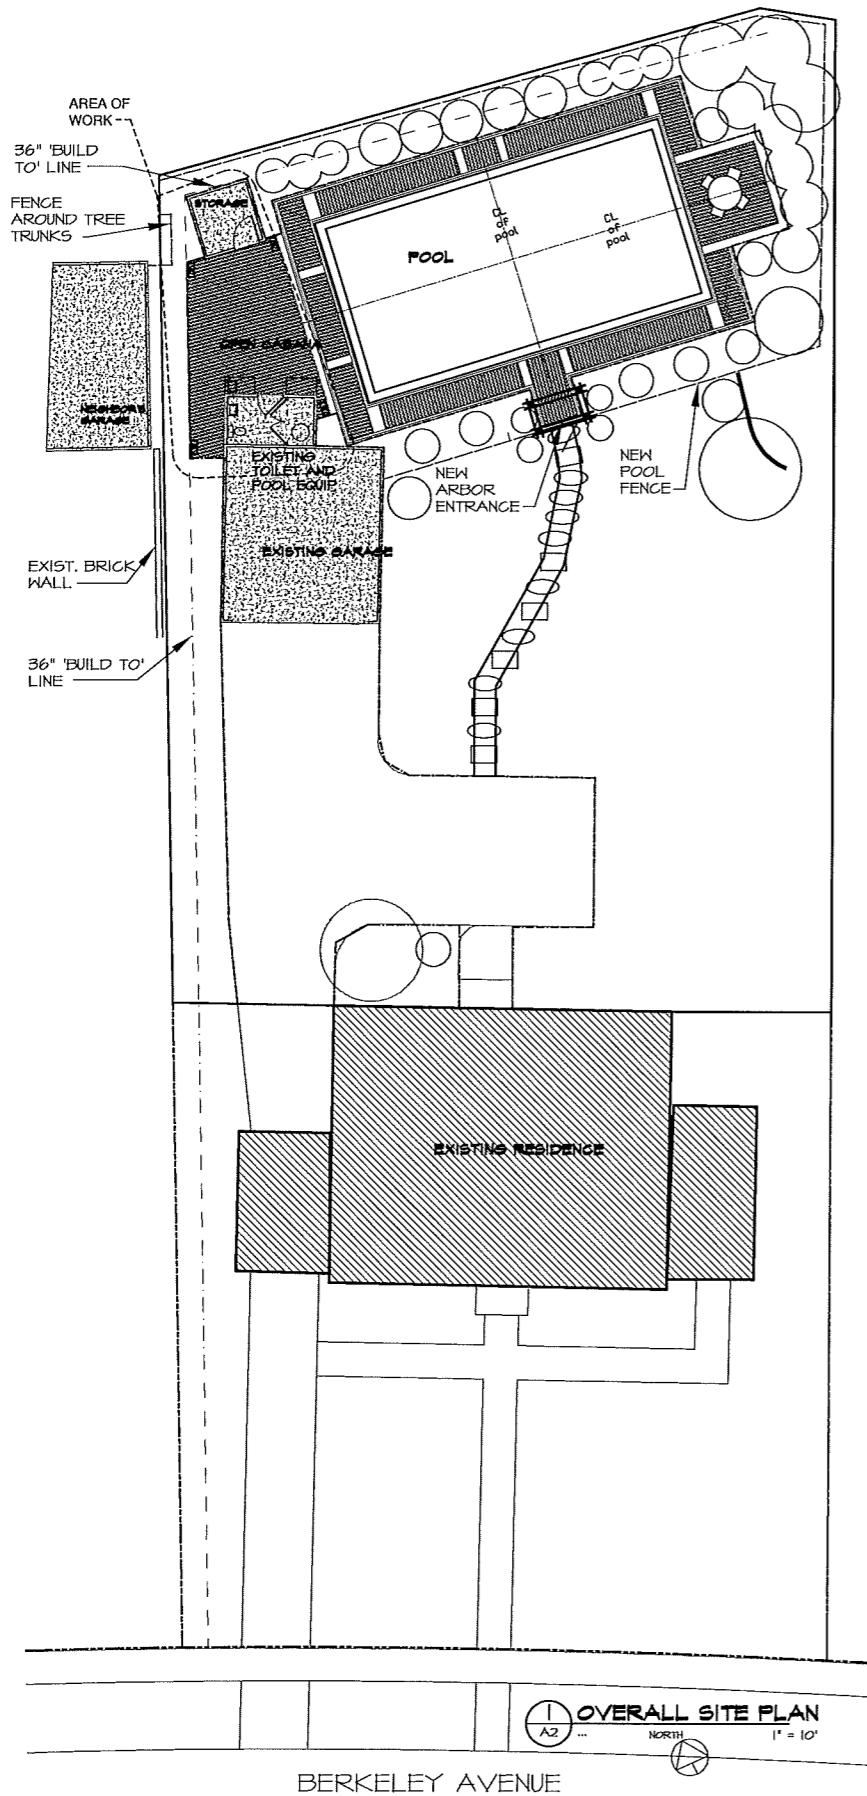 AREA OF
WORK
36" 'BUILD
TO' LINE
FENCE
AROUND TREE
TRUNKS
STORAGE
CL
of
pool
CL
of
pool
POOL
OPEN CABANA
NEIGHBORS
GARAGE
EXISTING
TOILET AND
POOL EQUIP.
NEW
ARBOR
ENTRANCE
NEW
POOL
FENCE
EXISTING GARAGE
EXIST. BRICK
WALL
36" 'BUILD TO'
LINE
EXISTING RESIDENCE
1
A2
OVERALL SITE PLAN
... NORTH 1" = 10'
BERKELEY AVENUE